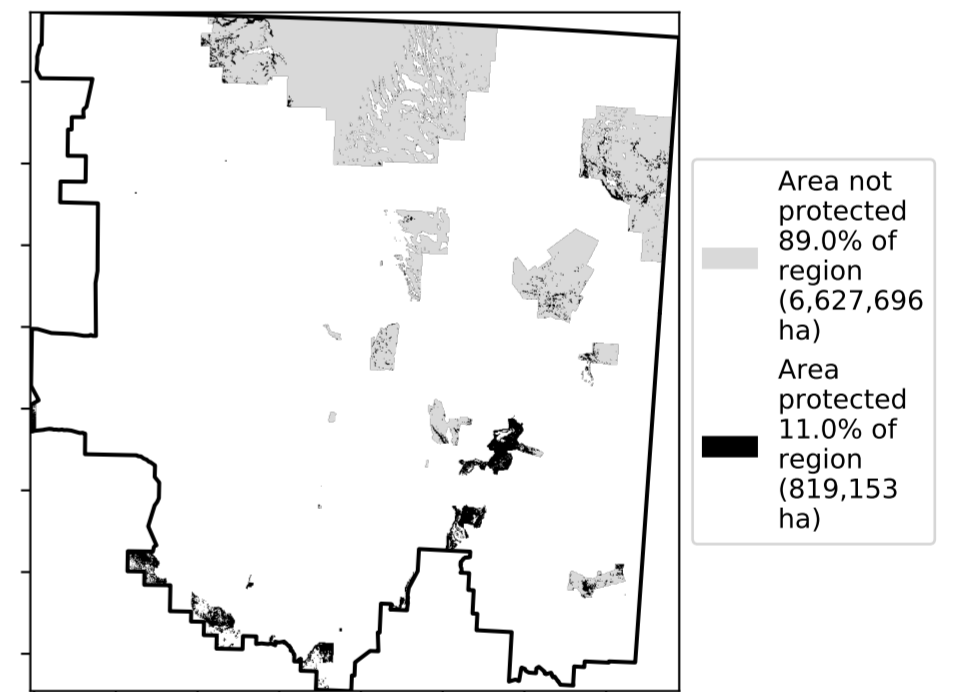 Area not
protected
89.0% of
region
(6,627,696
ha)
Area
protected
11.0% of
region
(819,153
ha)